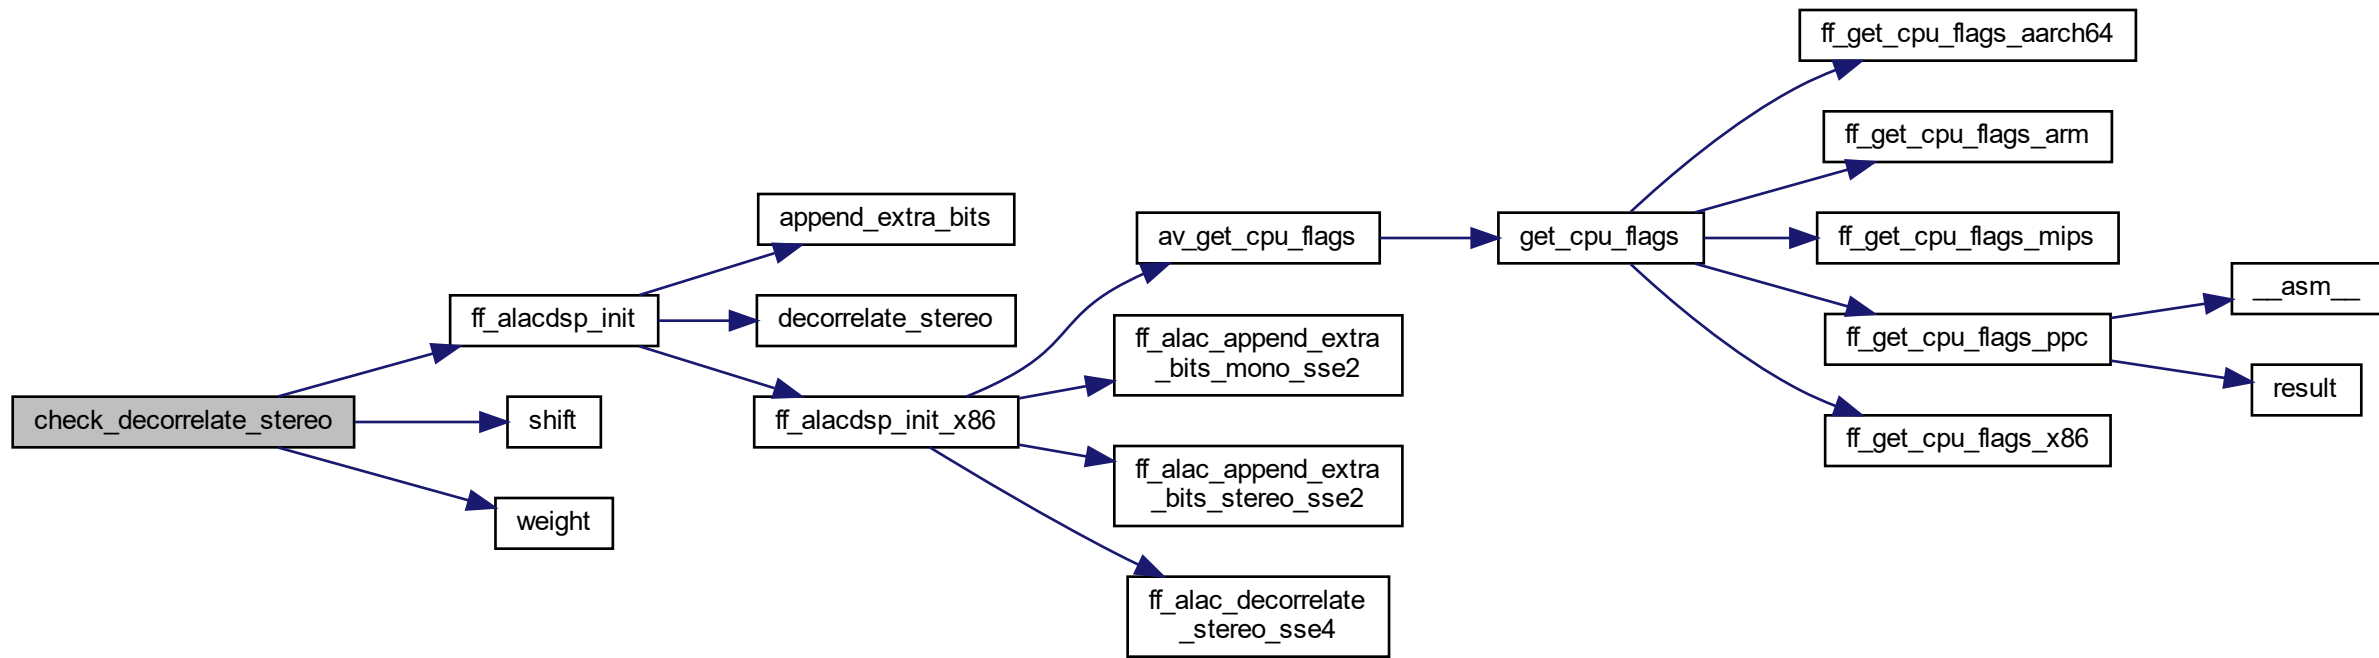 ff_get_cpu_flags_aarch64
ff_get_cpu_flags_arm
append_extra_bits
av_get_cpu_flags
get_cpu_flags
ff_get_cpu_flags_mips
__asm__
ff_alacdsp_init
decorrelate_stereo
ff_alac_append_extra
_bits_mono_sse2
ff_get_cpu_flags_ppc
result
check_decorrelate_stereo
shift
ff_alacdsp_init_x86
ff_get_cpu_flags_x86
ff_alac_append_extra
_bits_stereo_sse2
weight
ff_alac_decorrelate
_stereo_sse4